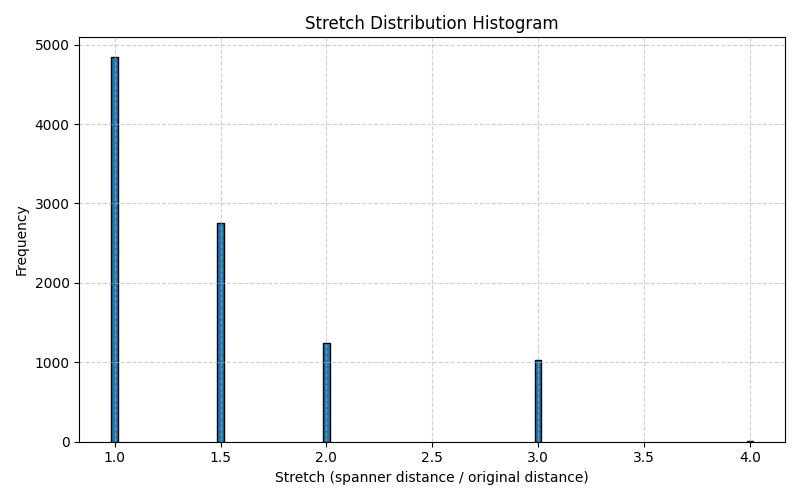 Stretch Distribution Histogram
5000
4000
3000
2000
1000
0
Frequency
1.0 1.5 2.0 2.5 3.0 3.5 4.0
Stretch (spanner distance / original distance)